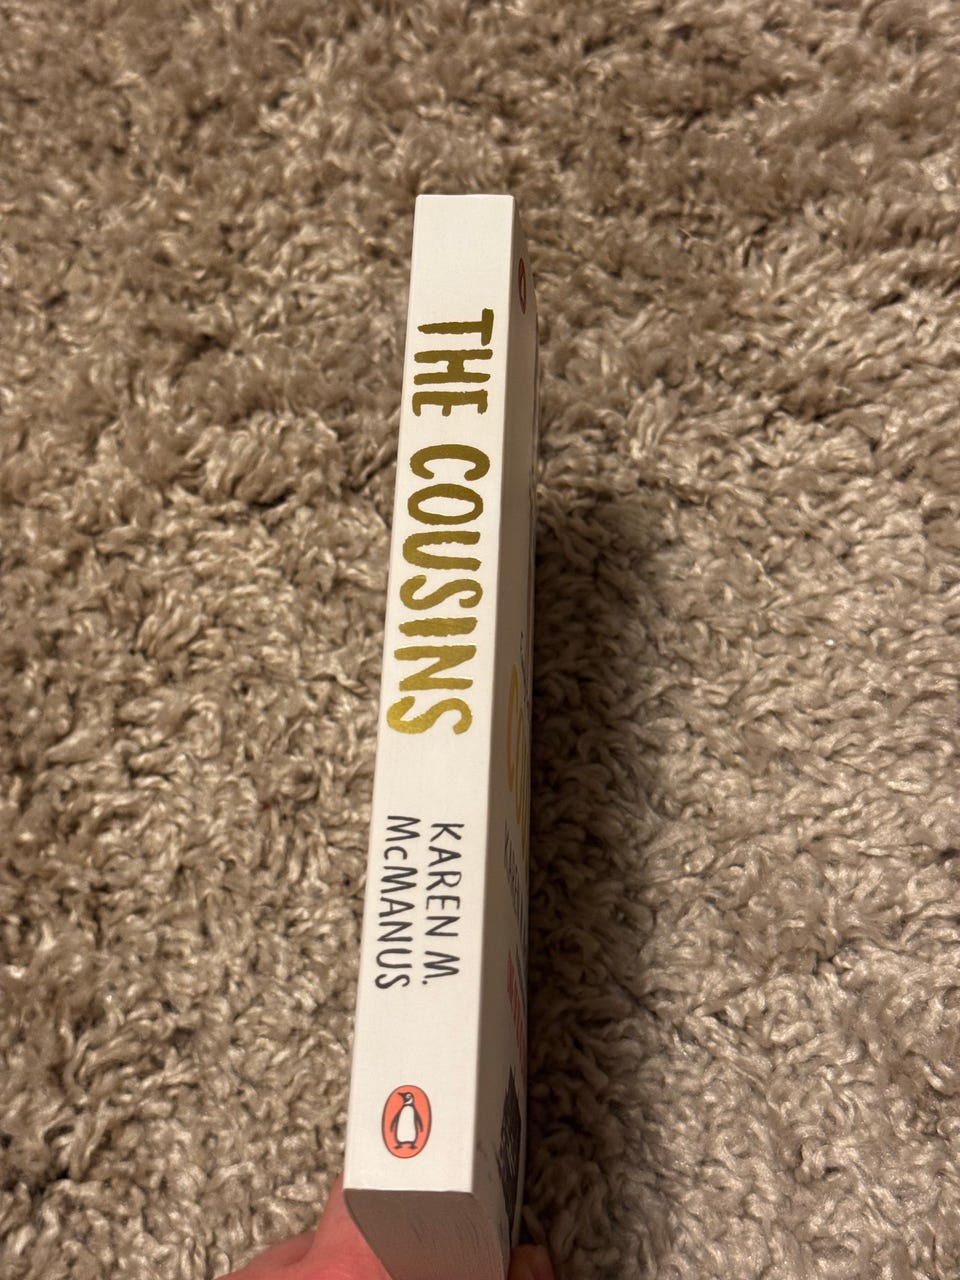 THE COUSINS
KAREN M.
McMANUS